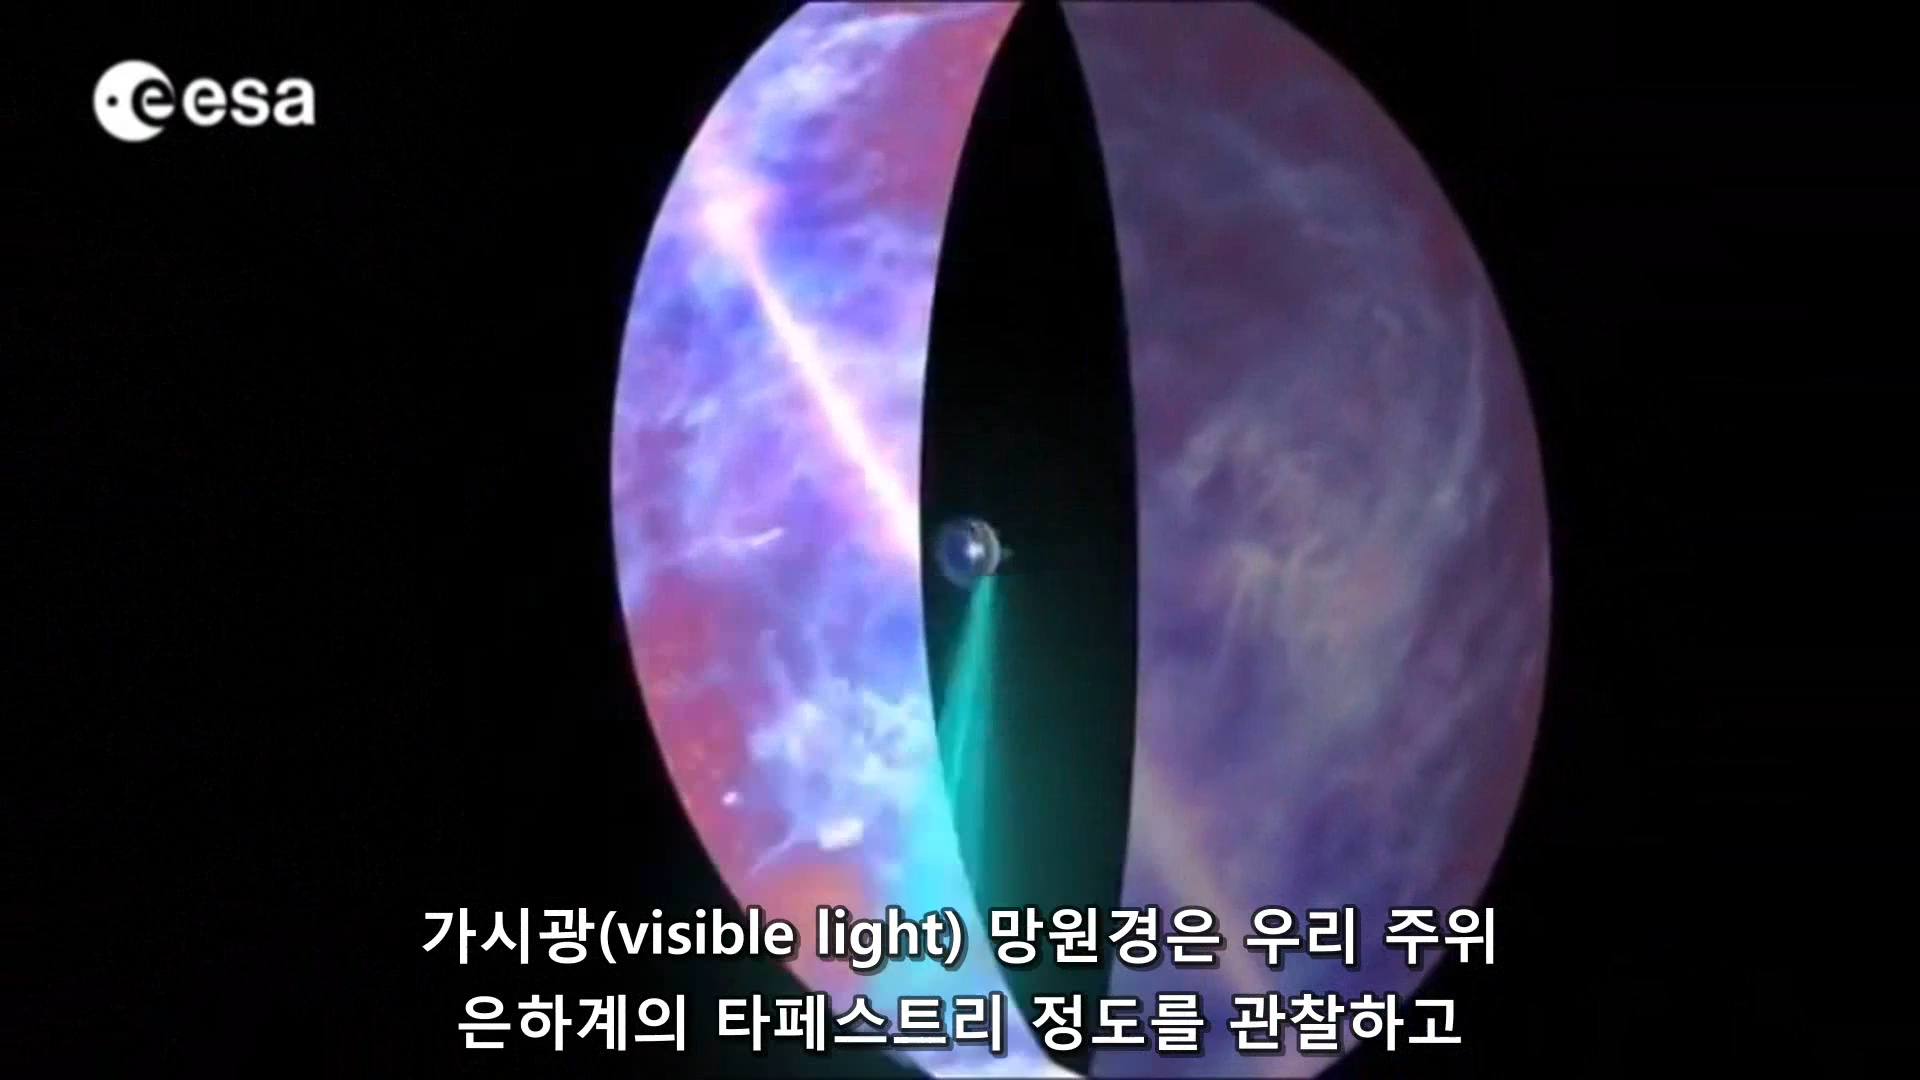 esa
가시광(visible light) 망원경은 우리 주위
은하계의 타페스트리 정도를 관찰하고